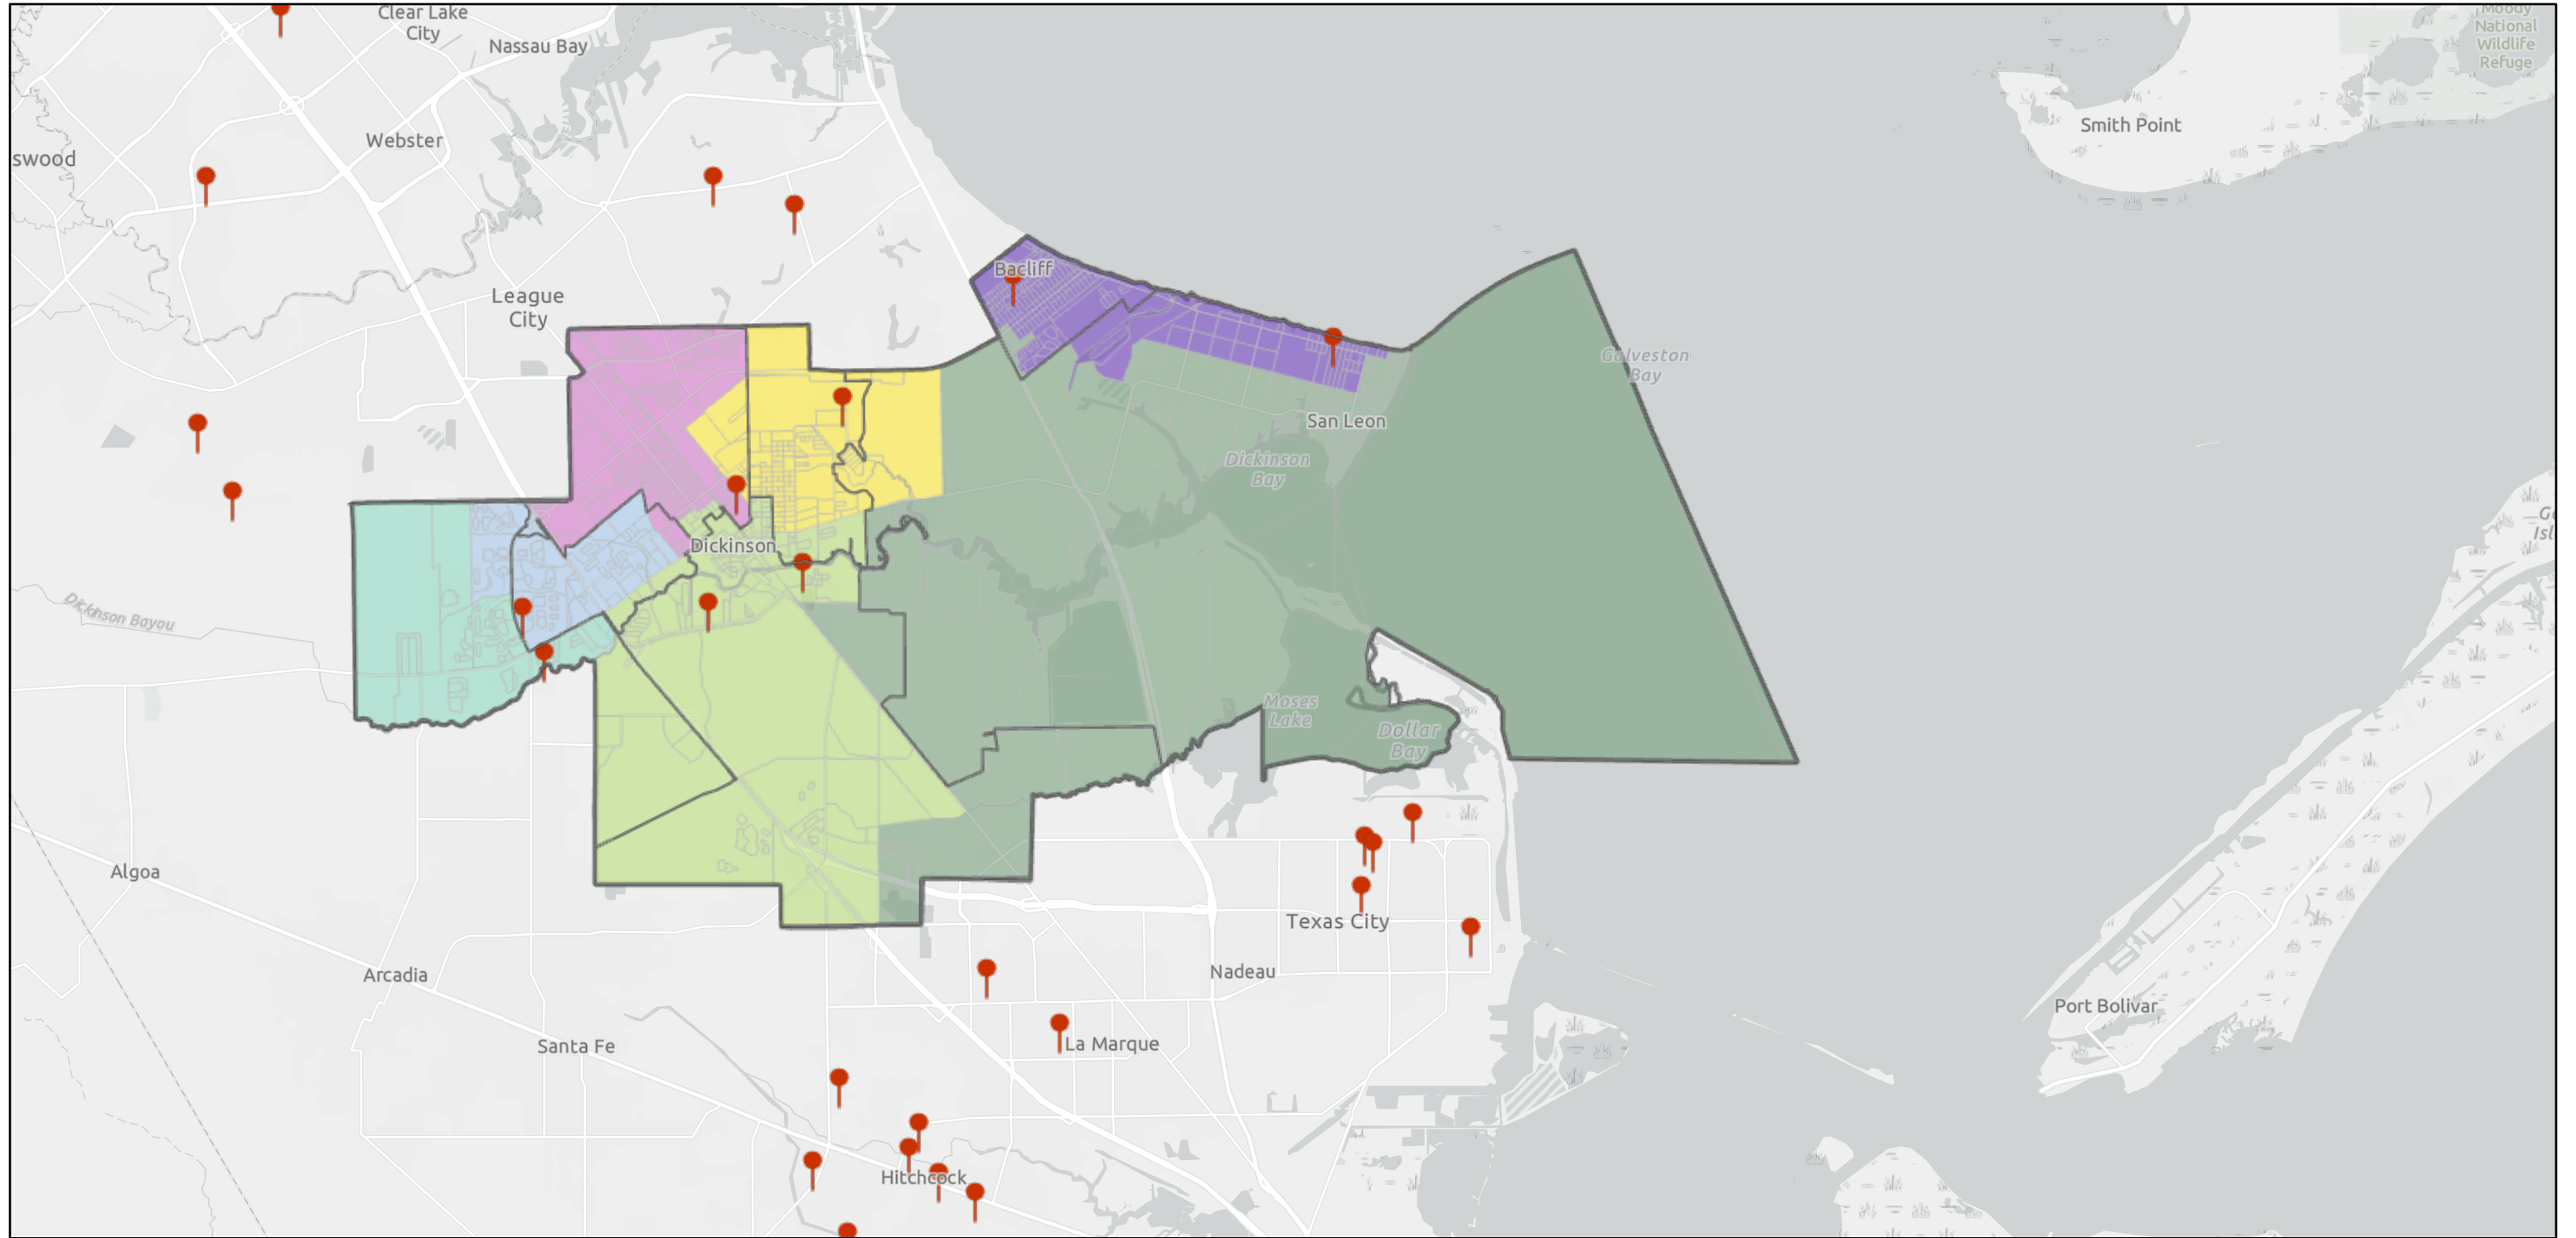 Clear Lake
City
Nassau Bay
Moody
National
Wildlife
Refuge
Webster
Smith Point
swood
Bacliff
League
City
Galveston
Bay
San Leon
Dickinson
Bay
Dickinson
Dickinson Bayou
Moses
Lake
Dollar
Bay
G
Isl
Algoa
Texas City
Arcadia
Nadeau
Port Bolivar
Santa Fe
La Marque
Hitchcock